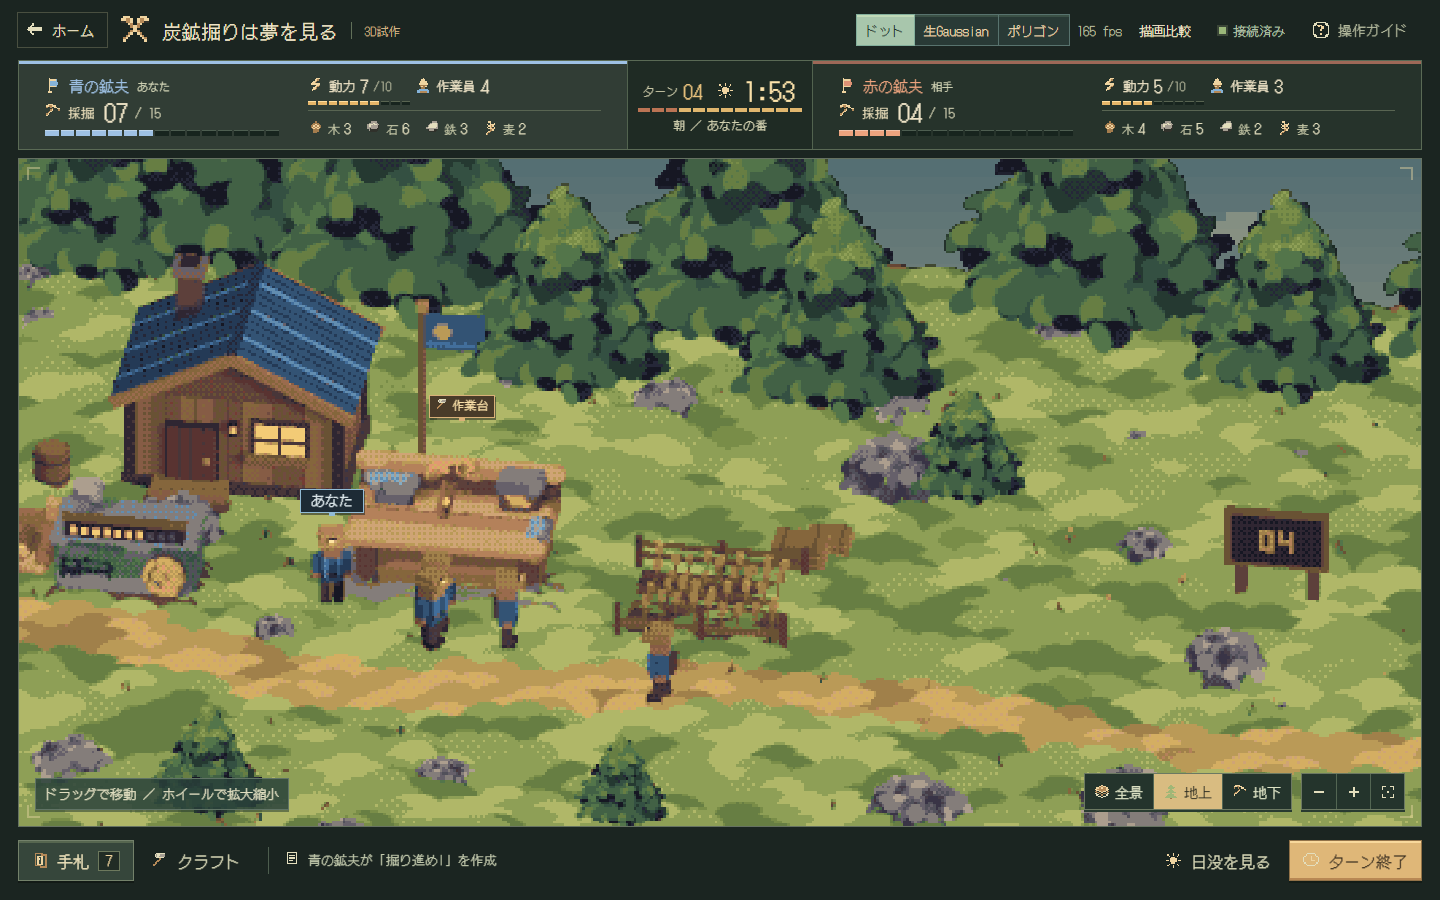 ホーム
炭鉱掘りは夢を見る
3D試作
ドット
生Gaussian
ポリゴン
165 fps
描画比較
接続済み
操作ガイド
青の鉱夫 あなた
動力 7 /10
作業員 4
採掘 07 / 15
木 3
石 6
鉄 3
麦 2
ターン 04
1:53
朝 ／ あなたの番
赤の鉱夫 相手
動力 5 /10
作業員 3
採掘 04 / 15
木 4
石 5
鉄 2
麦 3
作業台
あなた
04
ドラッグで移動 ／ ホイールで拡大縮小
全景
地上
地下
手札 7
クラフト
青の鉱夫が「掘り進め!」を作成
日没を見る
ターン終了